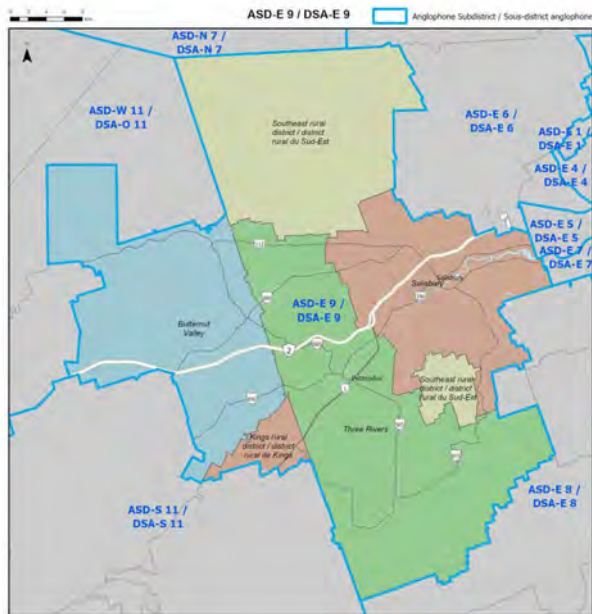 ASD-E 9 / DSA-E 9
Anglophone Subdistrict / Sous-district anglophone
ASD-N 7 /
DSA-N 7
ASD-W 11 /
DSA-O 11
Southeast rural
district / district
rural du Sud-Est
ASD-E 6 /
DSA-E 6
ASD-E 1 /
DSA-E 1
ASD-E 4 /
DSA-E 4
ASD-E 5 /
DSA-E 5
ASD-E 7 /
DSA-E 7
Salisbury
Salisbury
ASD-E 9 /
DSA-E 9
Butternut
Valley
2
Petitcodiac
1
Southeast rural
district / district
rural du Sud-Est
Three Rivers
Kings rural
district / district
rural de Kings
ASD-S 11 /
DSA-S 11
ASD-E 8 /
DSA-E 8